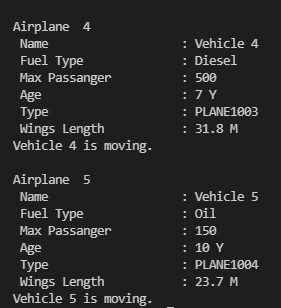 Airplane  4
 Name                 : Vehicle 4
 Fuel Type            : Diesel
 Max Passanger        : 500
 Age                  : 7 Y
 Type                 : PLANE1003
 Wings Length         : 31.8 M
Vehicle 4 is moving.

Airplane  5
 Name                 : Vehicle 5
 Fuel Type            : Oil
 Max Passanger        : 150
 Age                  : 10 Y
 Type                 : PLANE1004
 Wings Length         : 23.7 M
Vehicle 5 is moving.